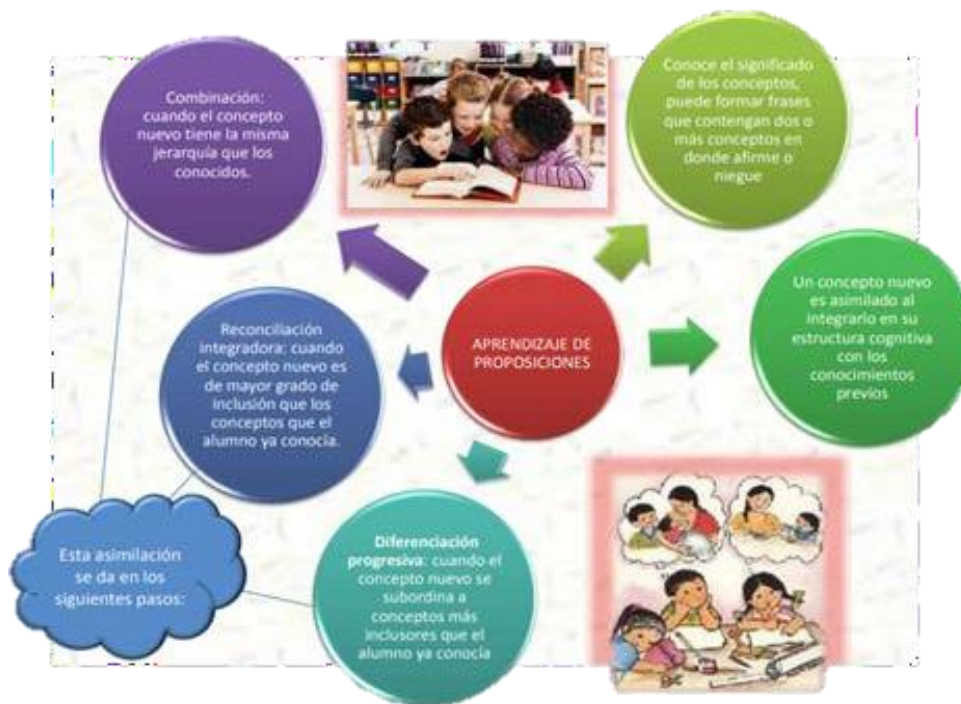 Combinación:
cuando el concepto
nuevo tiene la misma
jerarquía que los
conocidos.
Conoce el significado
de los conceptos,
puede formar frases
que contengan dos o
más conceptos en
donde afirme o
niegue
Un concepto nuevo
es asimilado al
integrarlo en su
estructura cognitiva
con los
conocimientos
previos
APRENDIZAJE DE
PROPOSICIONES
Reconciliación
integradora: cuando
el concepto nuevo es
de mayor grado de
inclusión que los
conceptos que el
alumno ya conocía.
Esta asimilación
se da en los
siguientes pasos:
Diferenciación
progresiva: cuando el
concepto nuevo se
subordina a
conceptos más
inclusores que el
alumno ya conocía